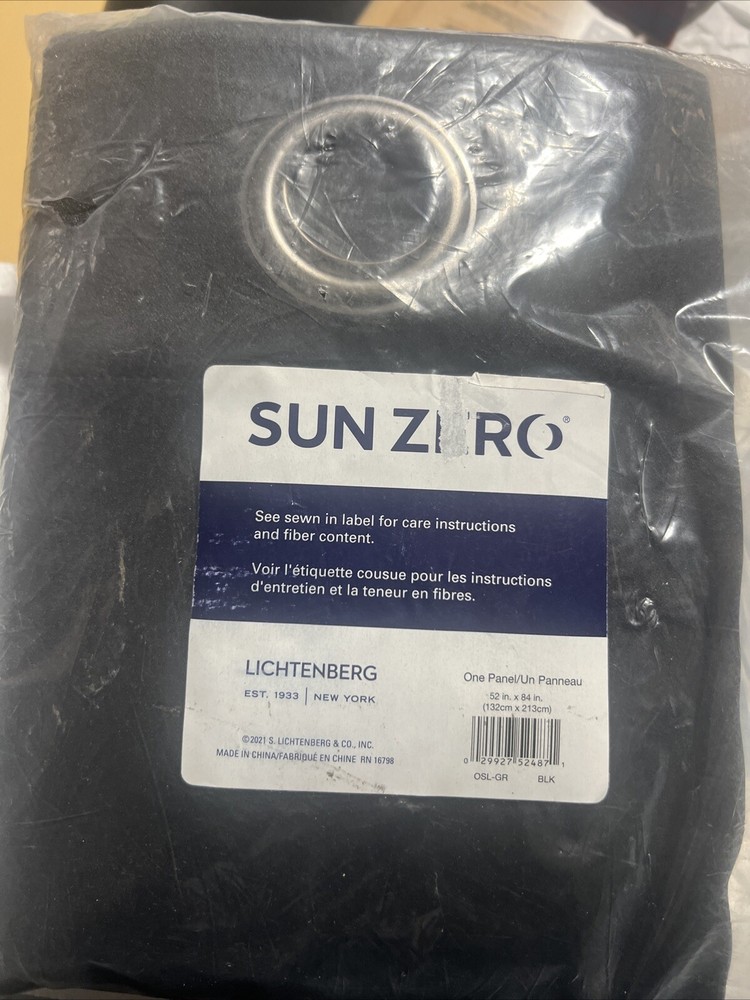 SUN ZERO®
See sewn in label for care instructions
and fiber content.
Voir l'étiquette cousue pour les instructions
d'entretien et la teneur en fibres.
LICHTENBERG
EST. 1933 | NEW YORK
©2021 S. LICHTENBERG & CO., INC.
MADE IN CHINA/FABRIQUÉ EN CHINE RN 16798
One Panel/Un Panneau
52 in. x 84 in.
(132cm x 213cm)
0 29927 52487 1
OSL-GR BLK